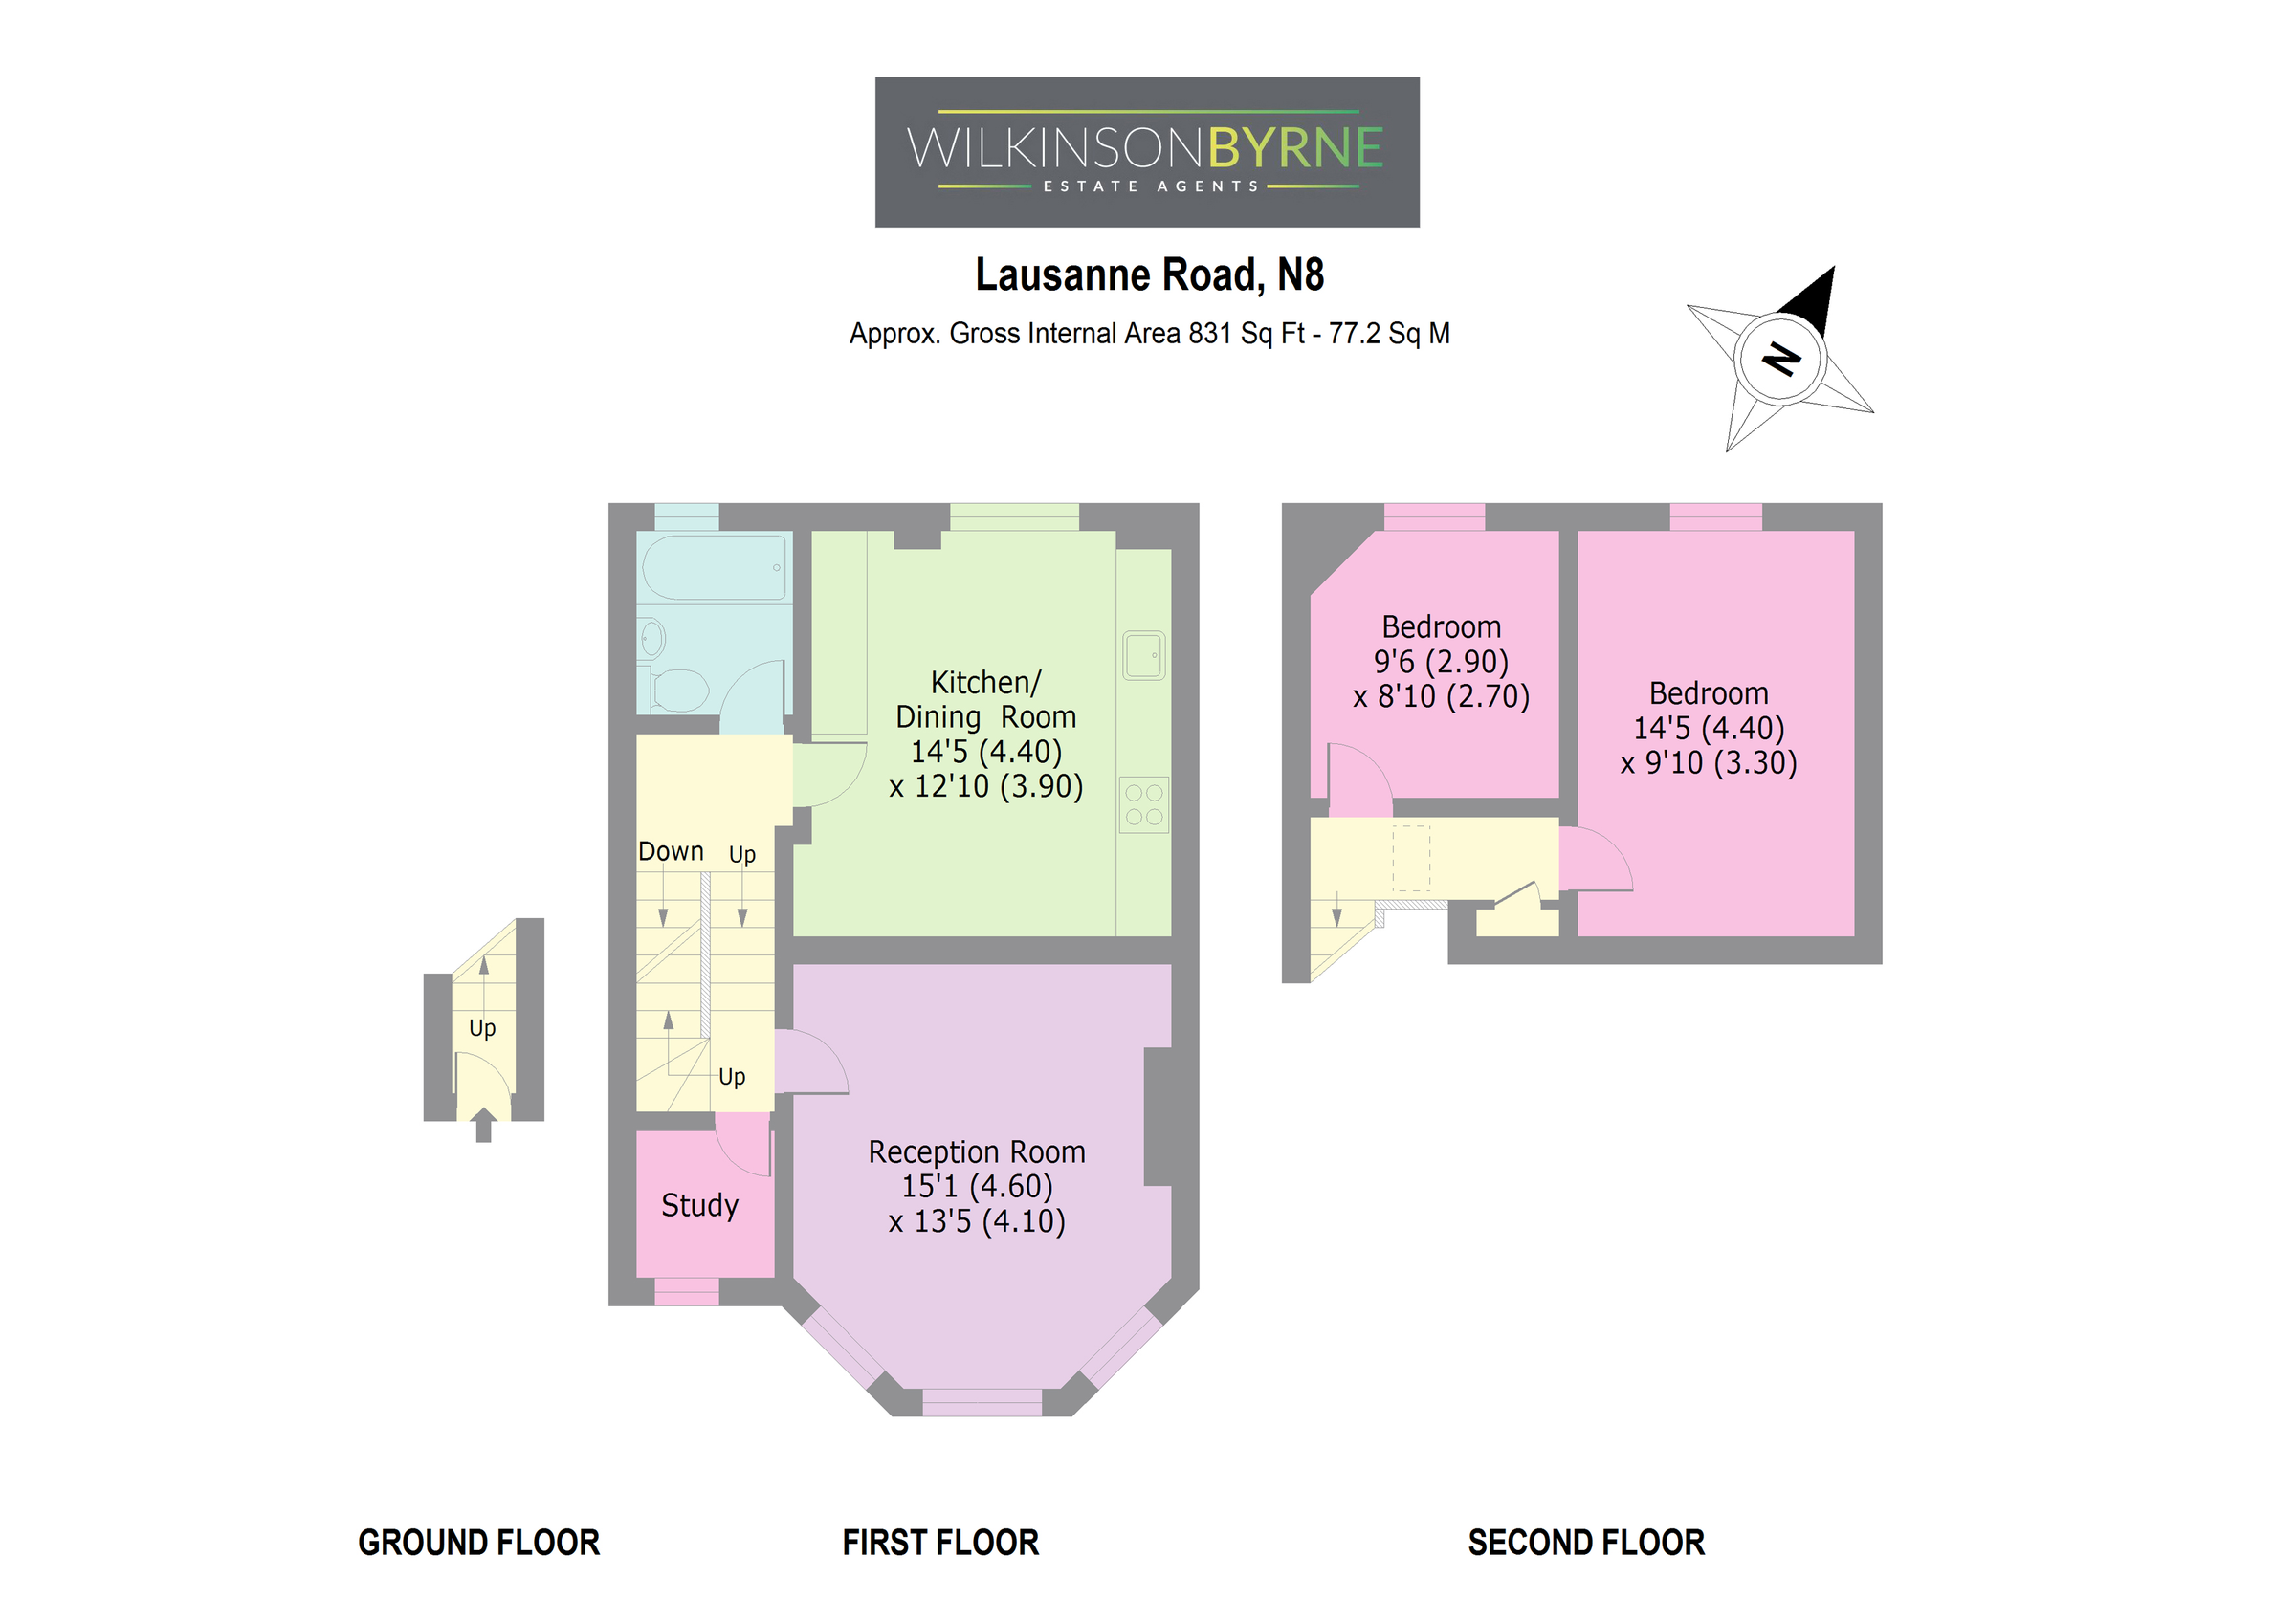 WILKINSONBYRNE
ESTATE AGENTS
Lausanne Road, N8
Approx. Gross Internal Area 831 Sq Ft - 77.2 Sq M
N
Kitchen/
Dining Room
14'5 (4.40)
x 12'10 (3.90)
Bedroom
9'6 (2.90)
x 8'10 (2.70)
Bedroom
14'5 (4.40)
x 9'10 (3.30)
Down
Up
Up
Up
Reception Room
15'1 (4.60)
x 13'5 (4.10)
Study
GROUND FLOOR
FIRST FLOOR
SECOND FLOOR